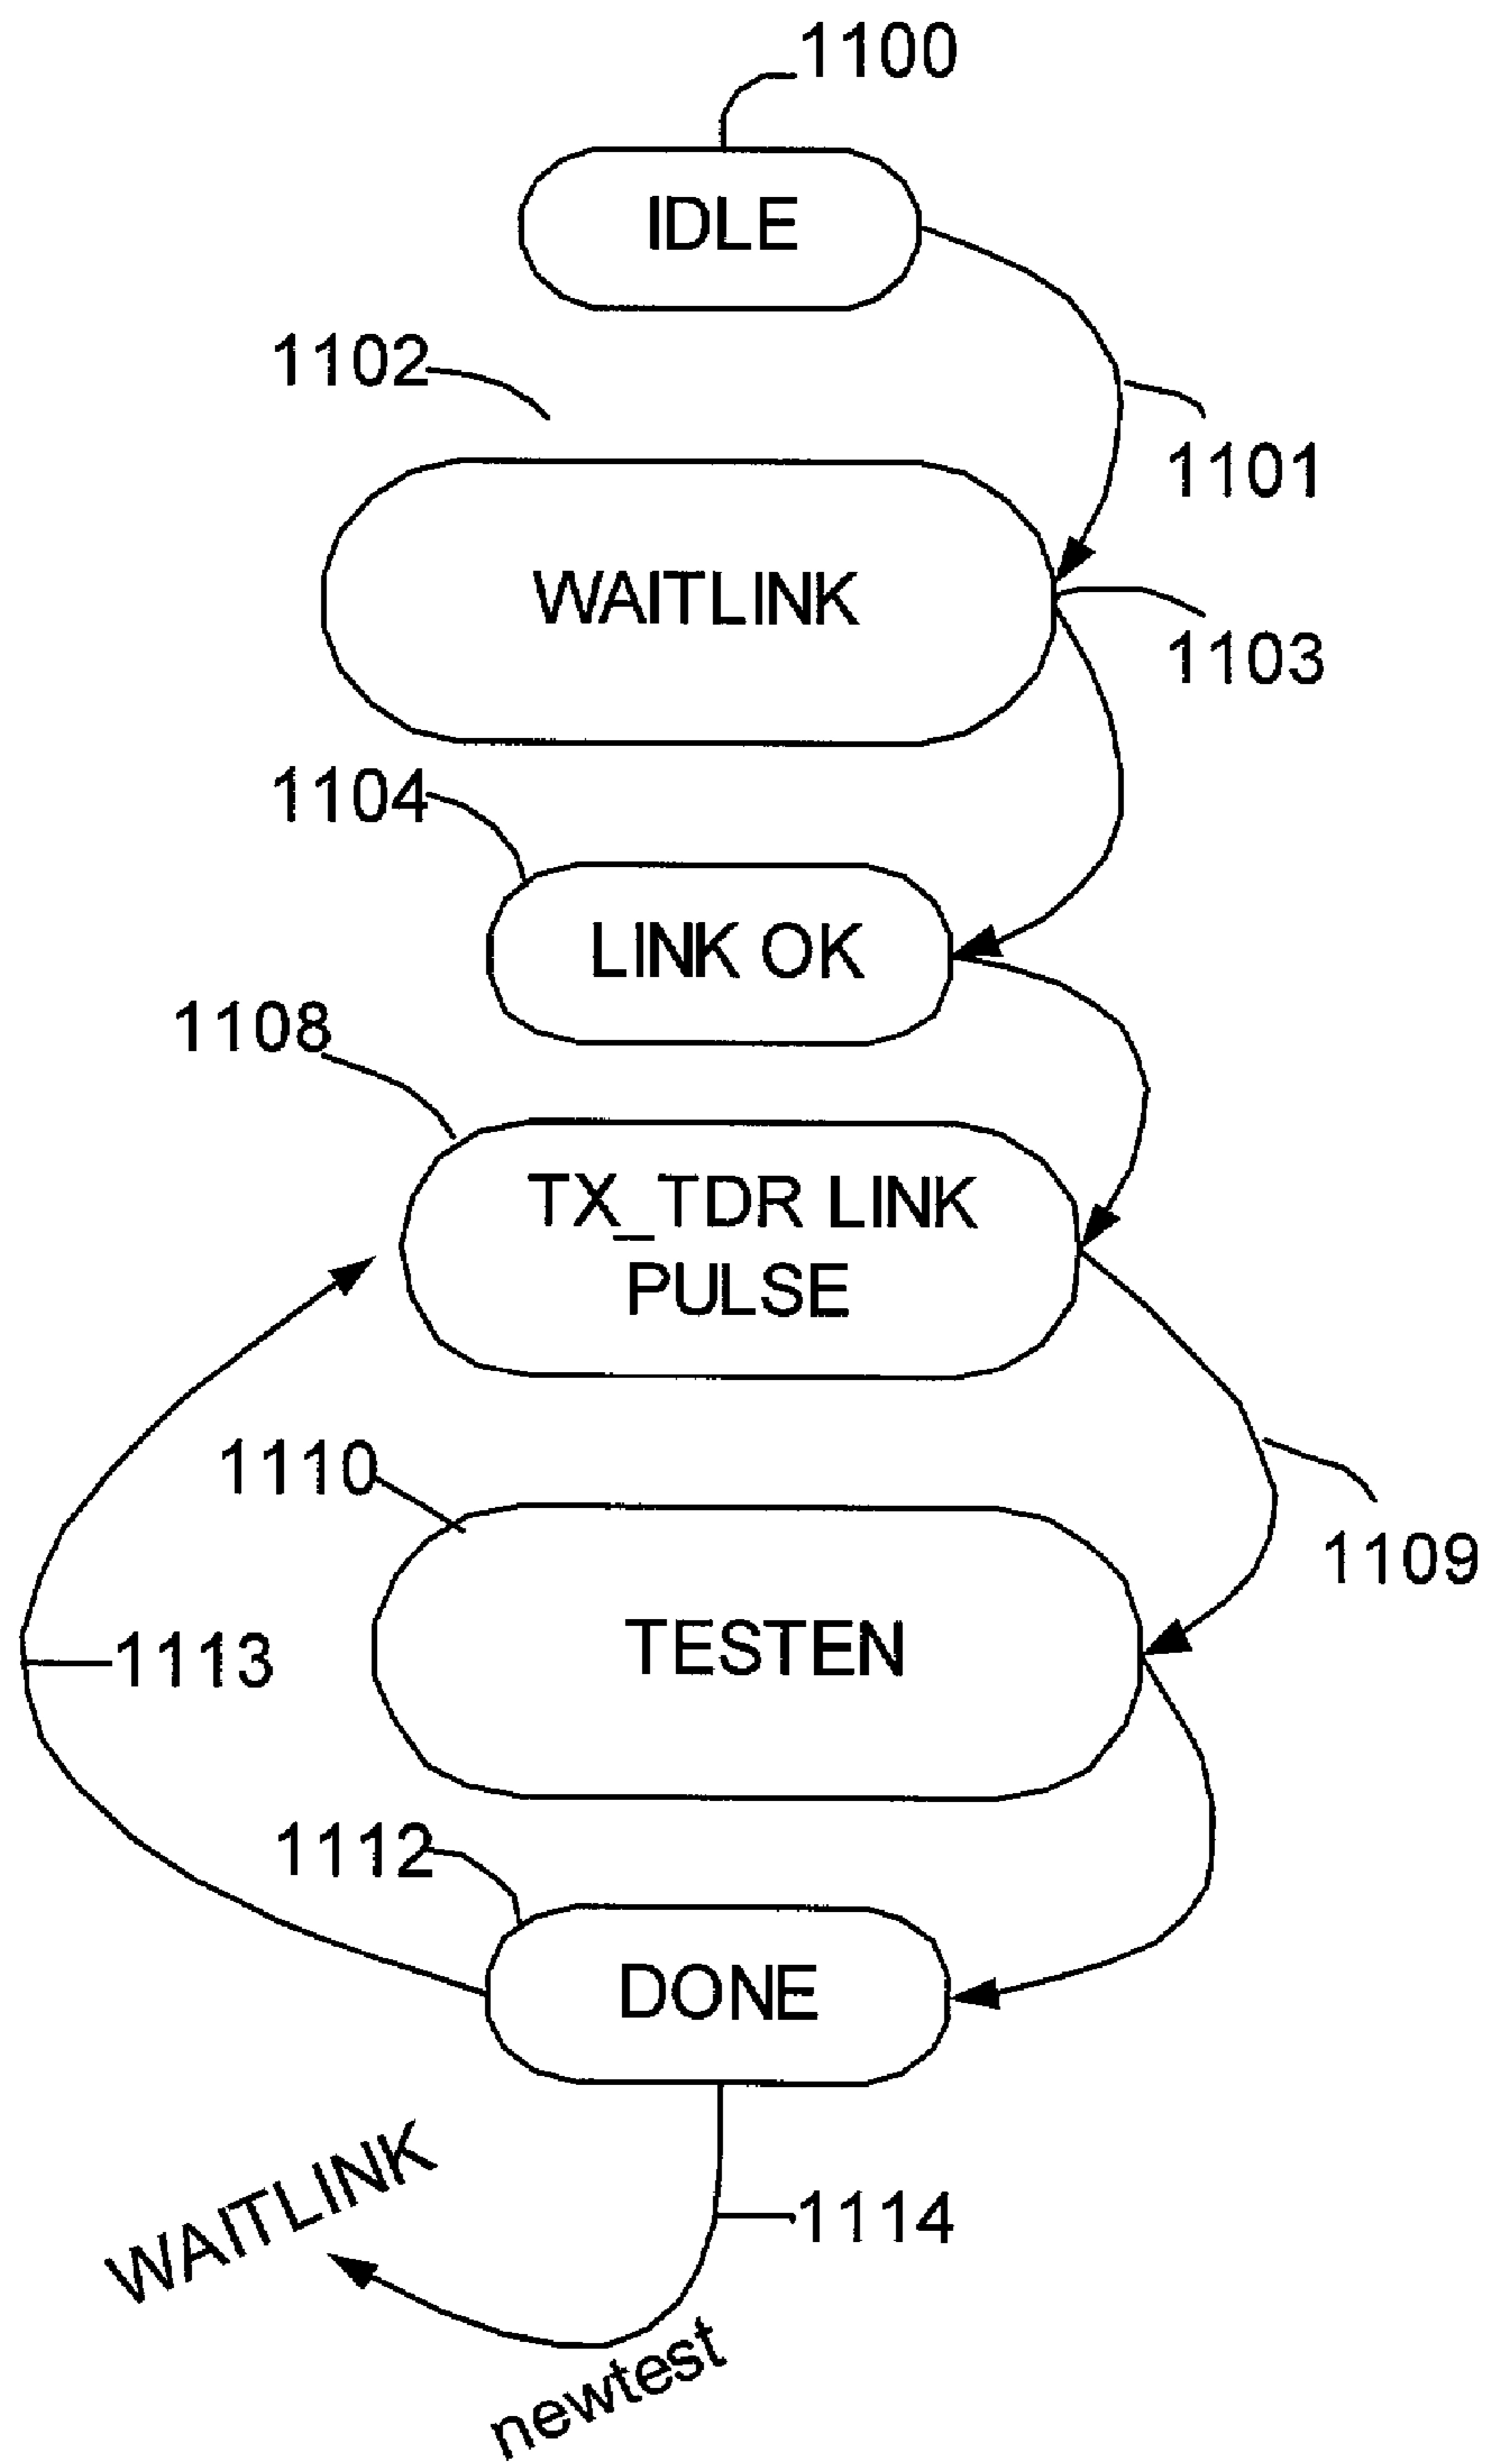 1100
IDLE
1102
1101
WAITLINK
1103
1104
LINK OK
1108
TX_TDR LINK
PULSE
1110
1109
TESTEN
1113
1112
DONE
WAITLINK
1114
newtest